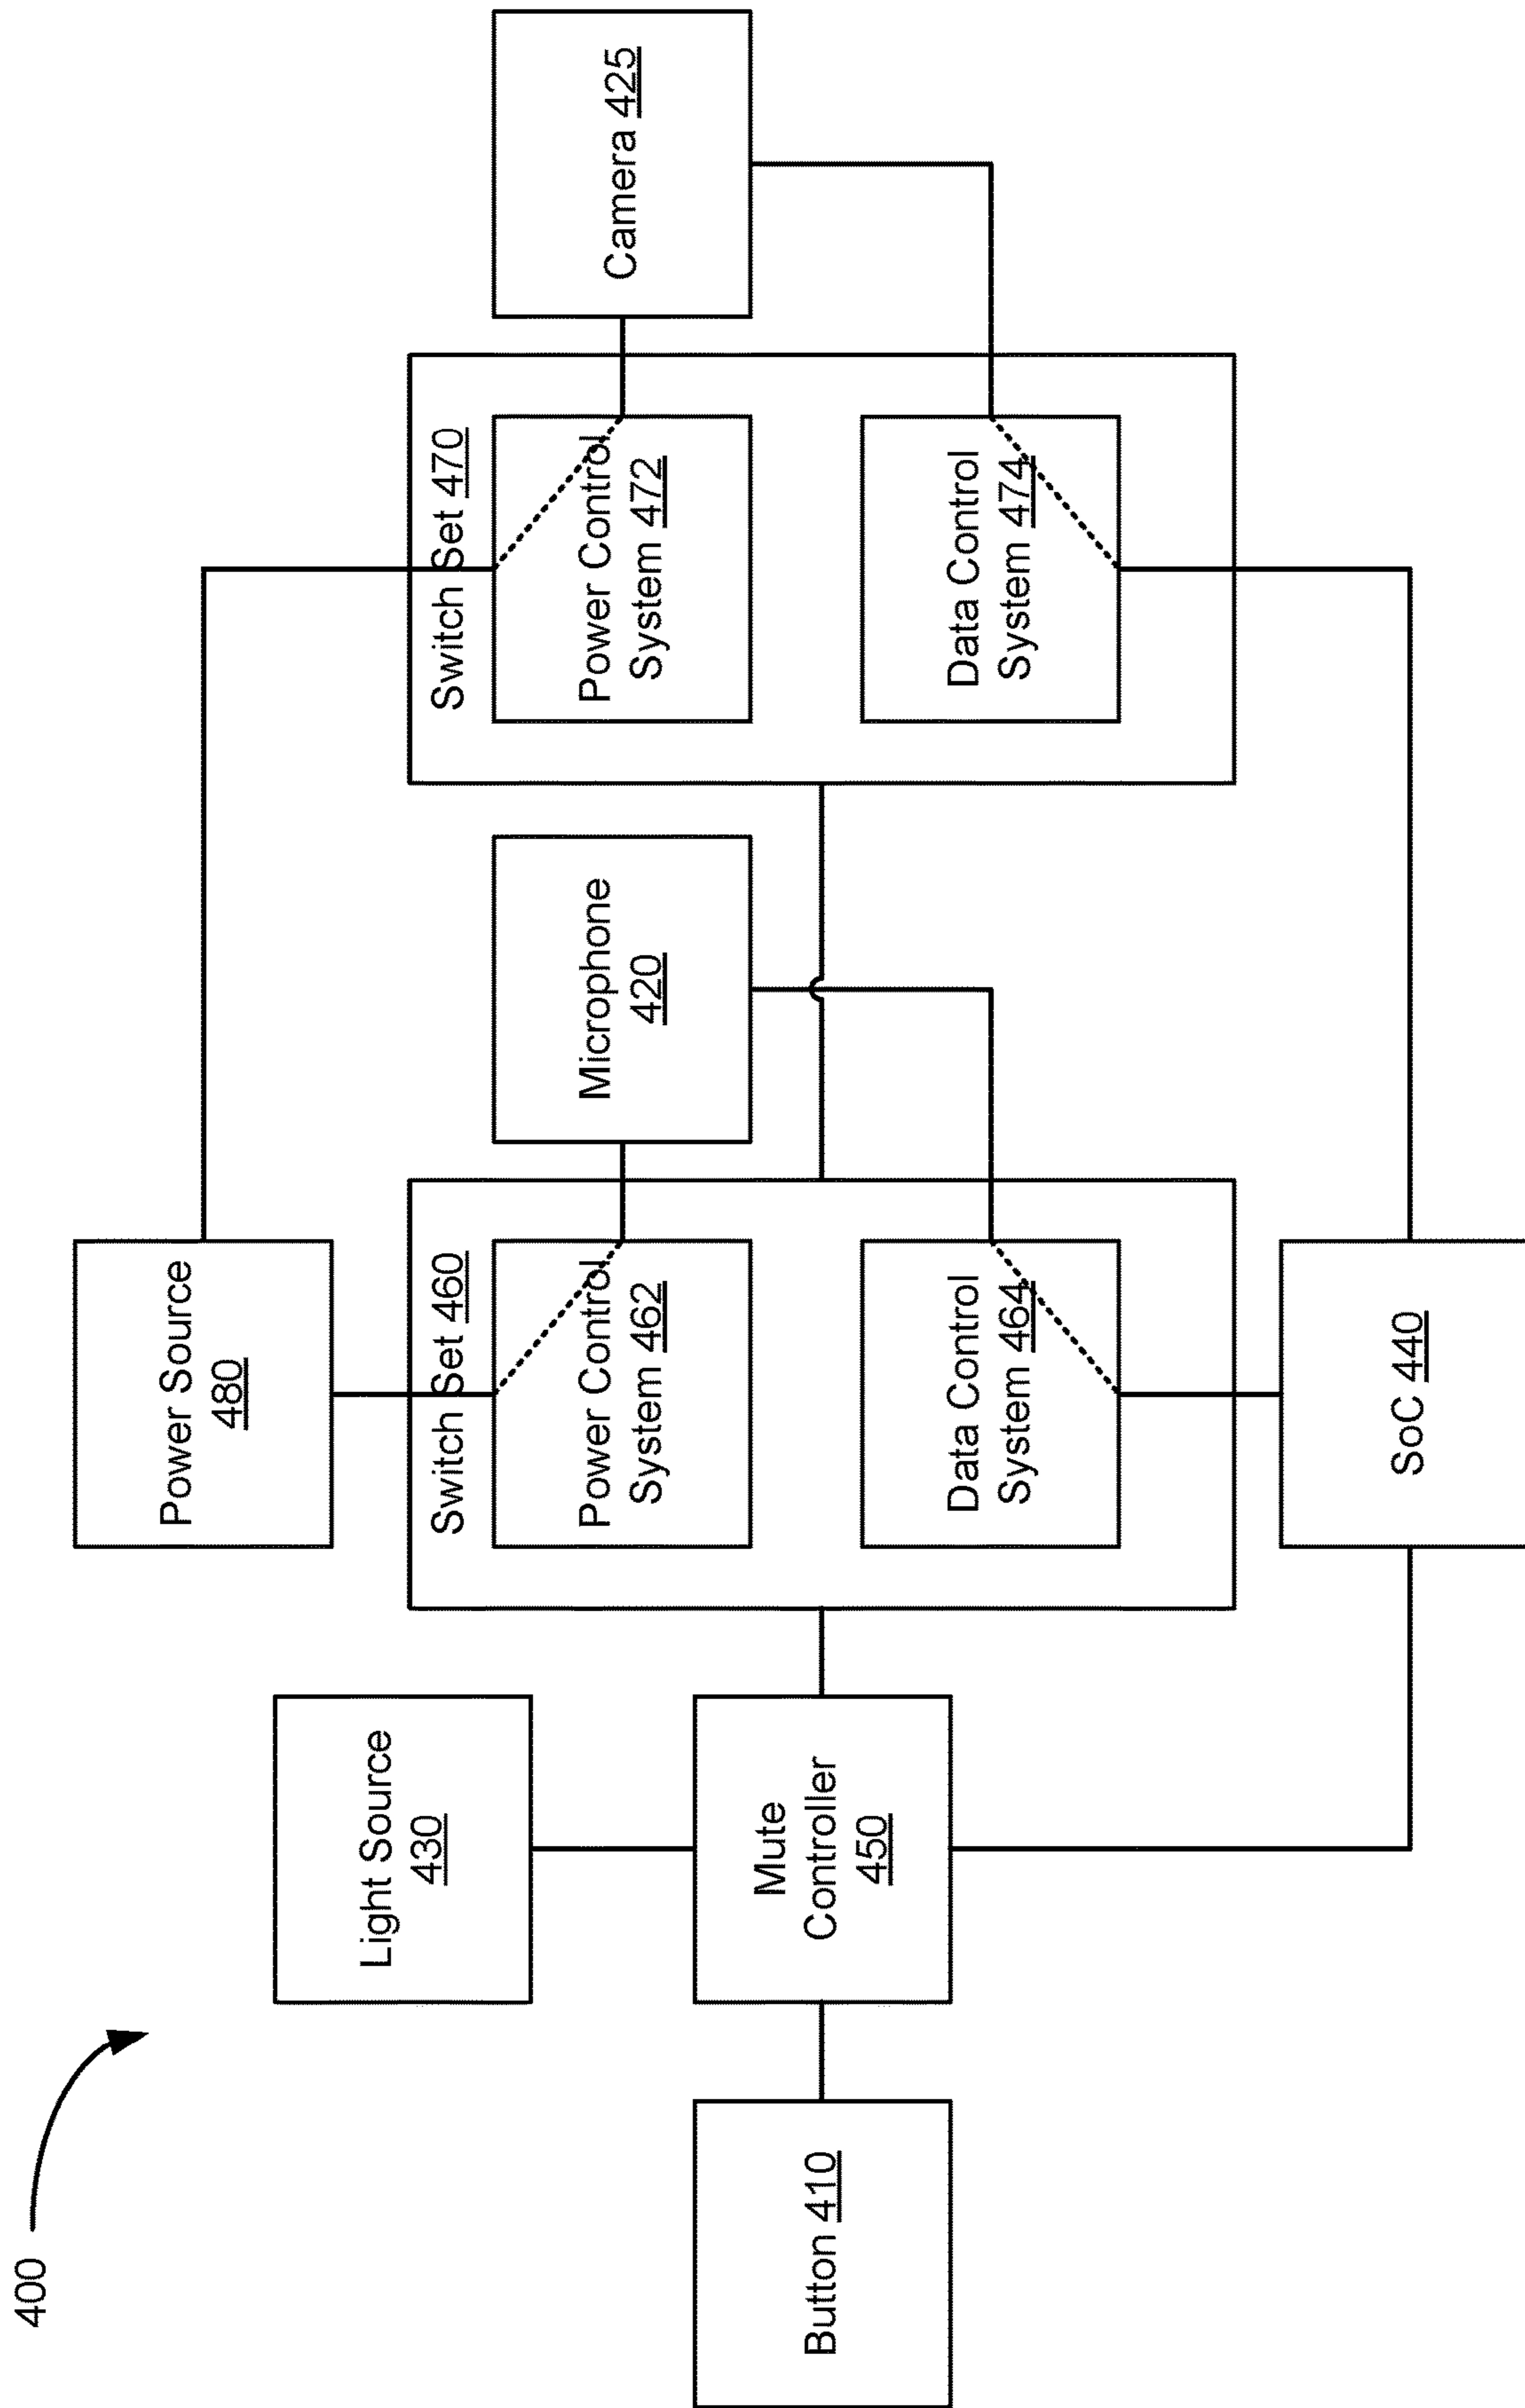 400
Power Source
480
Light Source
430
Switch Set 460
Switch Set 470
Power Control
System 462
Microphone
420
Power Control
System 472
Camera 425
Button 410
Mute
Controller
450
Data Control
System 464
Data Control
System 474
SoC 440